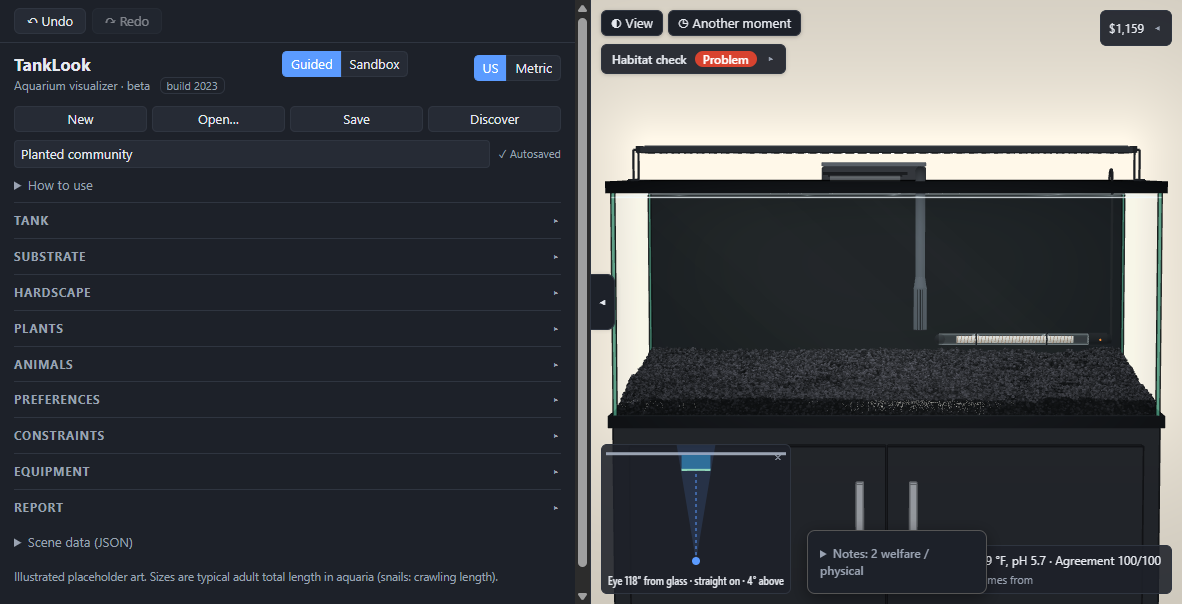 Undo
Redo
TankLook
Aquarium visualizer · beta
build 2023
Guided
Sandbox
US
Metric
New
Open...
Save
Discover
Planted community
✓ Autosaved
How to use
TANK
SUBSTRATE
HARDSCAPE
PLANTS
ANIMALS
PREFERENCES
CONSTRAINTS
EQUIPMENT
REPORT
Scene data (JSON)
Illustrated placeholder art. Sizes are typical adult total length in aquaria (snails: crawling length).
View
Another moment
$1,159
Habitat check
Problem
Eye 118" from glass · straight on · 4° above
Notes: 2 welfare /
physical
9 °F, pH 5.7 · Agreement 100/100
mes from